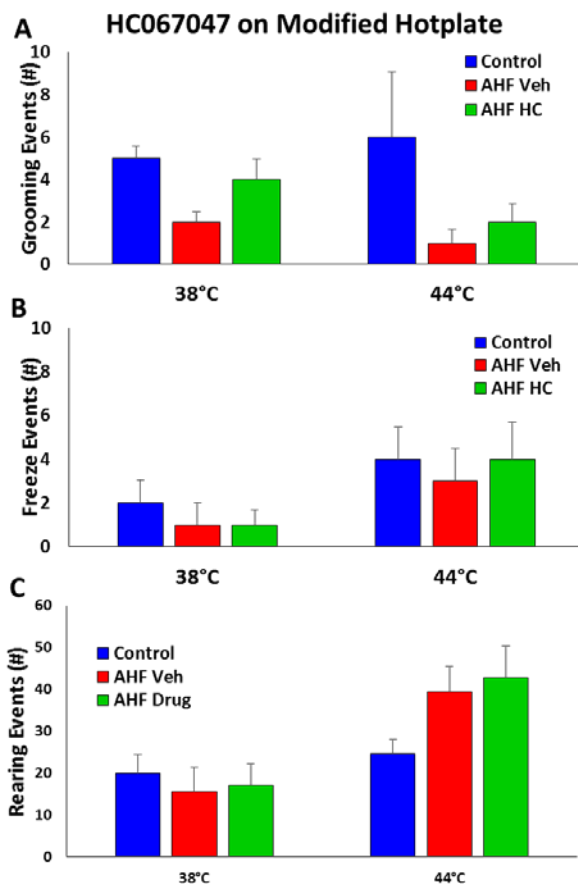 HC067047 on Modified Hotplate
A
Grooming Events (#)
10
8
6
4
2
0
Control
AHF Veh
AHF HC
38°C
44°C
B
Freeze Events (#)
10
8
6
4
2
0
Control
AHF Veh
AHF HC
38°C
44°C
C
Rearing Events (#)
60
50
40
30
20
10
0
Control
AHF Veh
AHF Drug
38°C
44°C